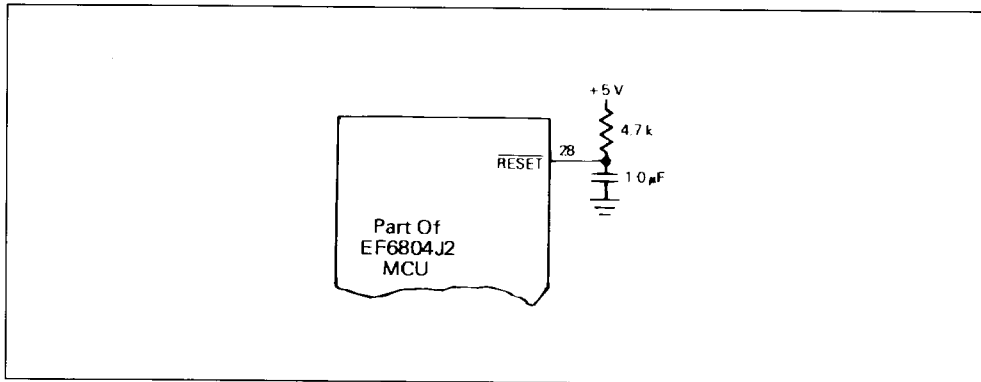 +5 V
4.7 k
28
RESET
1.0 µF
Part Of
EF6804J2
MCU